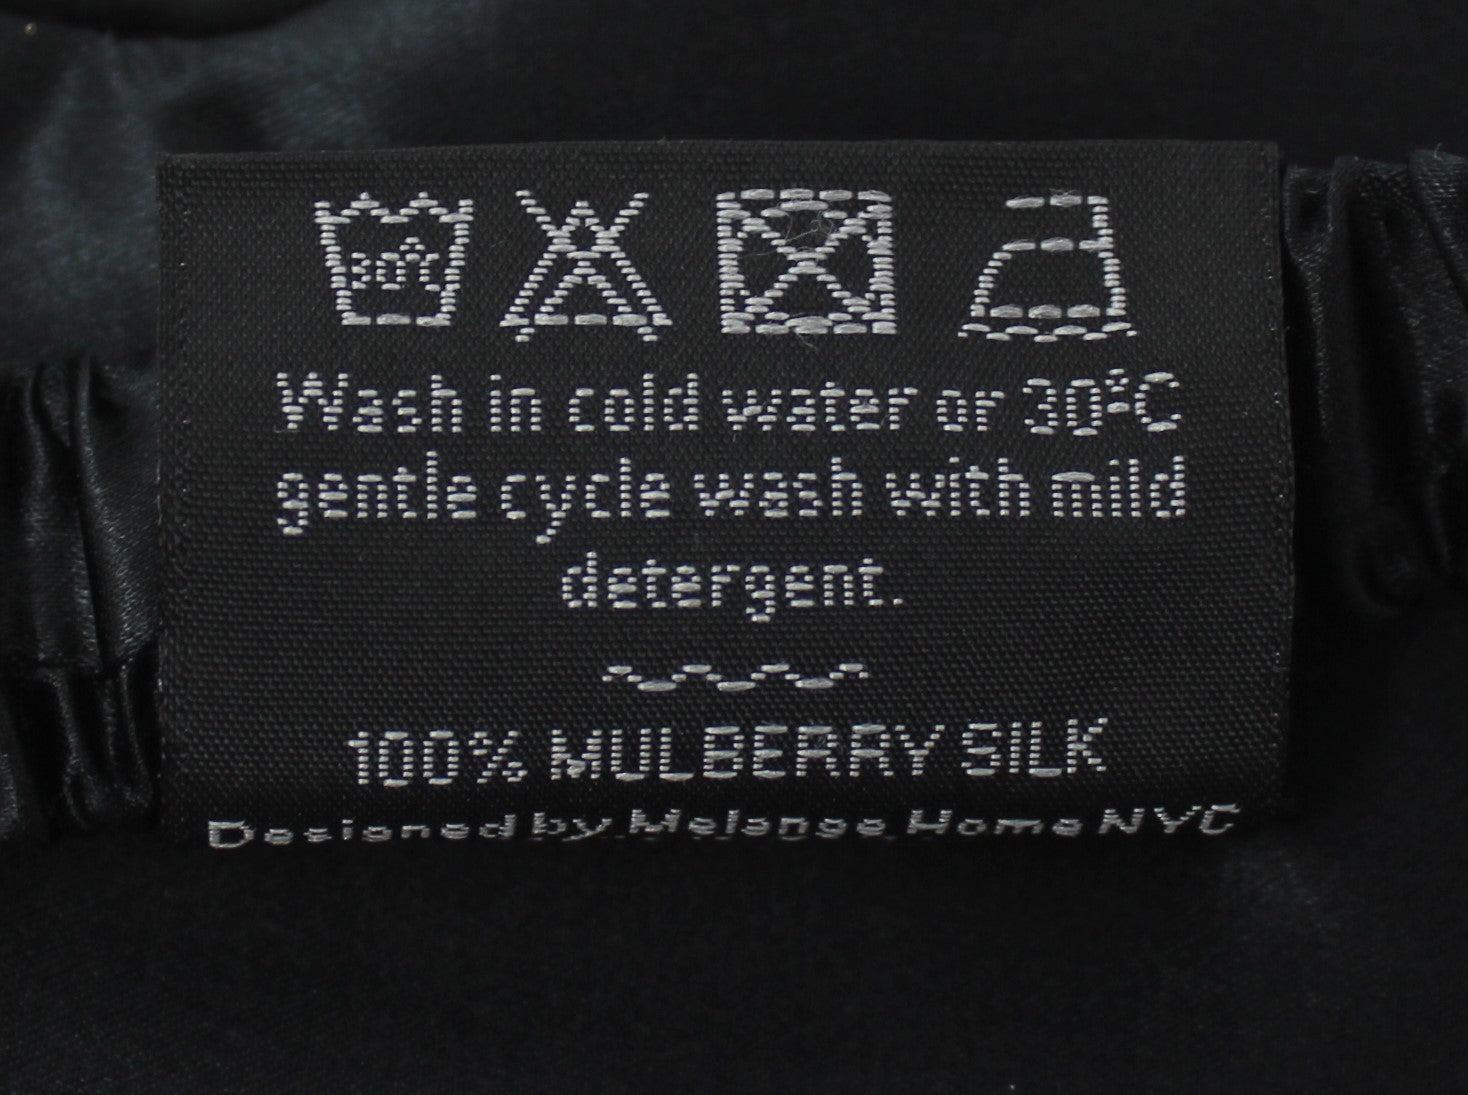 30°C
Wash in cold water or 30°C
gentle cycle wash with mild
detergent.
100% MULBERRY SILK
Designed by Melange Home NYC